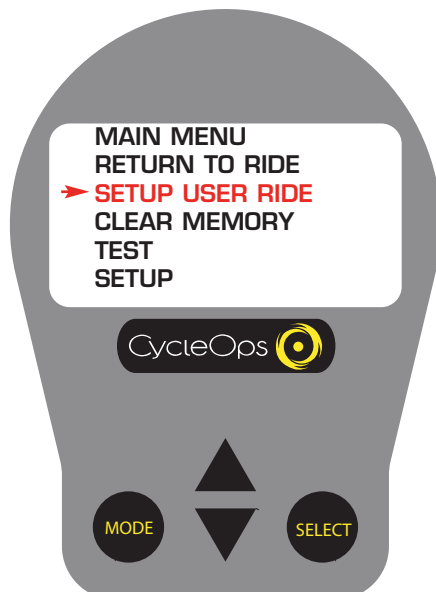 MAIN MENU
RETURN TO RIDE
SETUP USER RIDE
CLEAR MEMORY
TEST
SETUP
CycleOps
MODE
SELECT